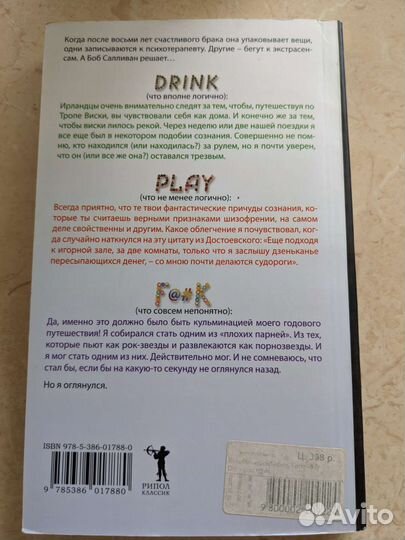 Когда после восьми лет счастливого брака она упаковывает вещи,
одни записываются к психотерапевту. Другие – бегут к экстрасен-
сам. А Боб Салливан решает…
DRINK
(что вполне логично):
Ирландцы очень внимательно следят за тем, чтобы, путешествуя по
Тропе Виски, вы чувствовали себя как дома. И конечно же за тем,
чтобы виски лилось рекой. Через неделю или две нашей поездки я
все еще был в некотором подобии сознания. Совершенно не пом-
ню, кто находился (или находилась?) за рулем, но я почти уверен,
что он (или все же она?) оставался трезвым.
PLAY
(что не менее логично):
Всегда приятно, что те твои фантастические причуды сознания, кото-
ры ты считаешь верными признаками шизофрении, на самом
деле свойственны и другим. Какое облегчение я почувствовал, ког-
да случайно наткнулся на эту цитату из Достоевского: «Еще подходя
к игорной зале, за две комнаты, только что я заслышу дзеньканье
пересыпающихся денег, – со мною почти делаются судороги».
F@#K
(что совсем непонятно):
Да, именно это должно было быть кульминацией моего годового
путешествия! Я собирался стать одним из «плохих парней». Из тех,
которые пьют как рок-звезды и развлекаются как порнозвезды. И
я мог стать одним из них. Действительно мог. И не сомневаюсь, что
стал бы, если бы на какую-то секунду не оглянулся назад.
Но я оглянулся.
ISBN 978-5-386-01788-0
9 785386 017880
РИПОЛ
КЛАССИК
Ц. 398 р.
Avito